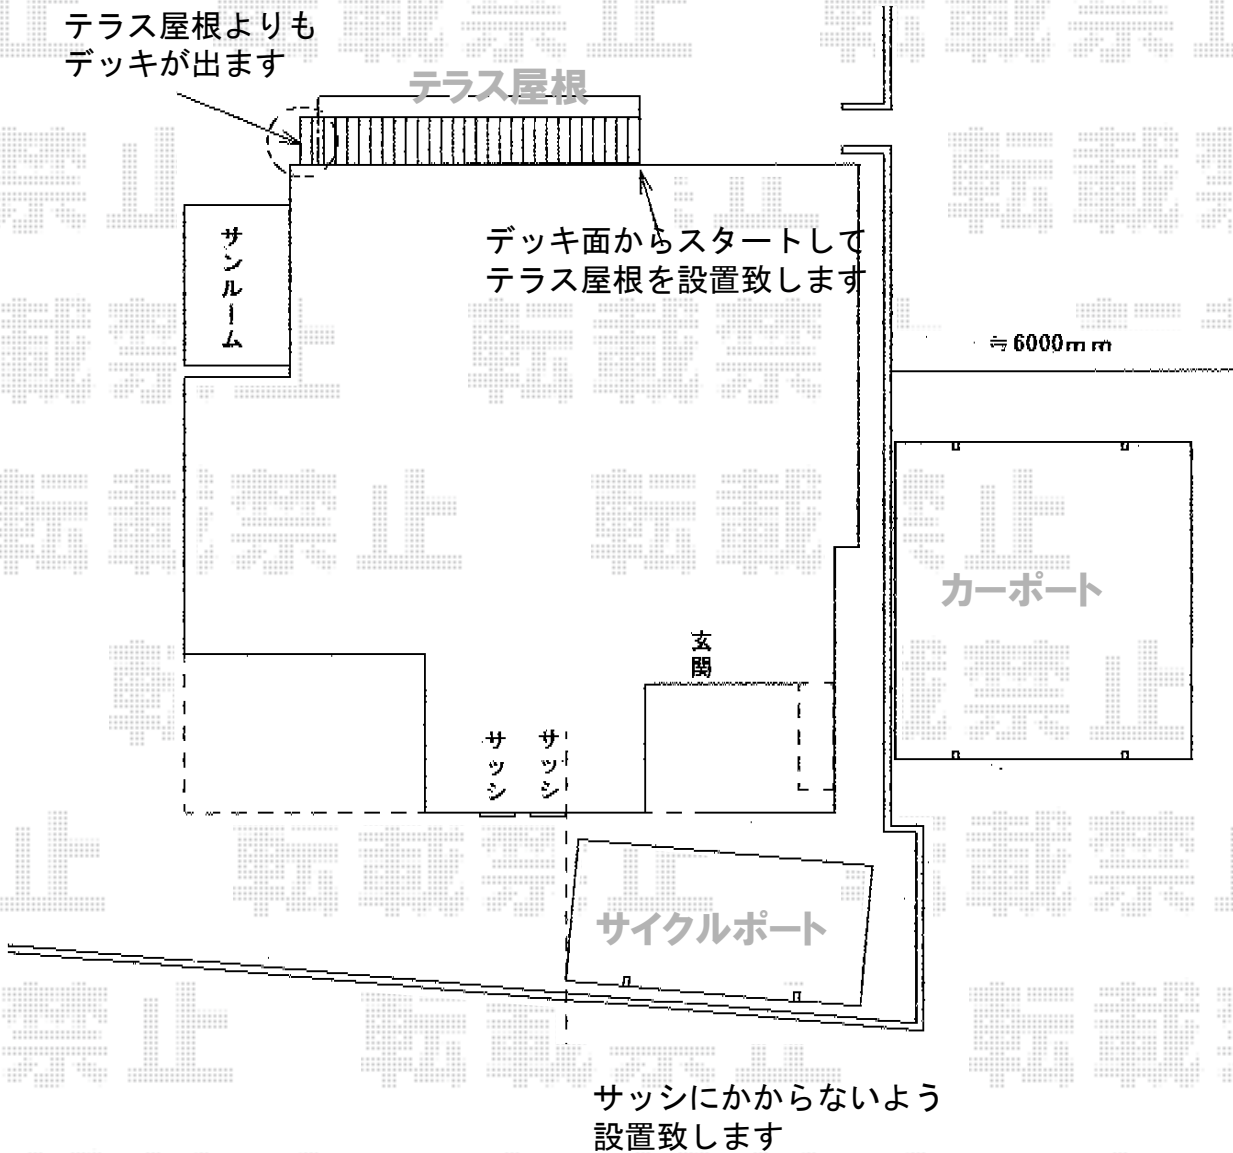 テラス屋根よりも
デッキが出ます
テラス屋根
サンルーム
デッキ面からスタートして
テラス屋根を設置致します
≒6000mm
カーポート
玄関
サッシ
サッシ
サイクルポート
サッシにかからないよう
設置致します
転載禁止